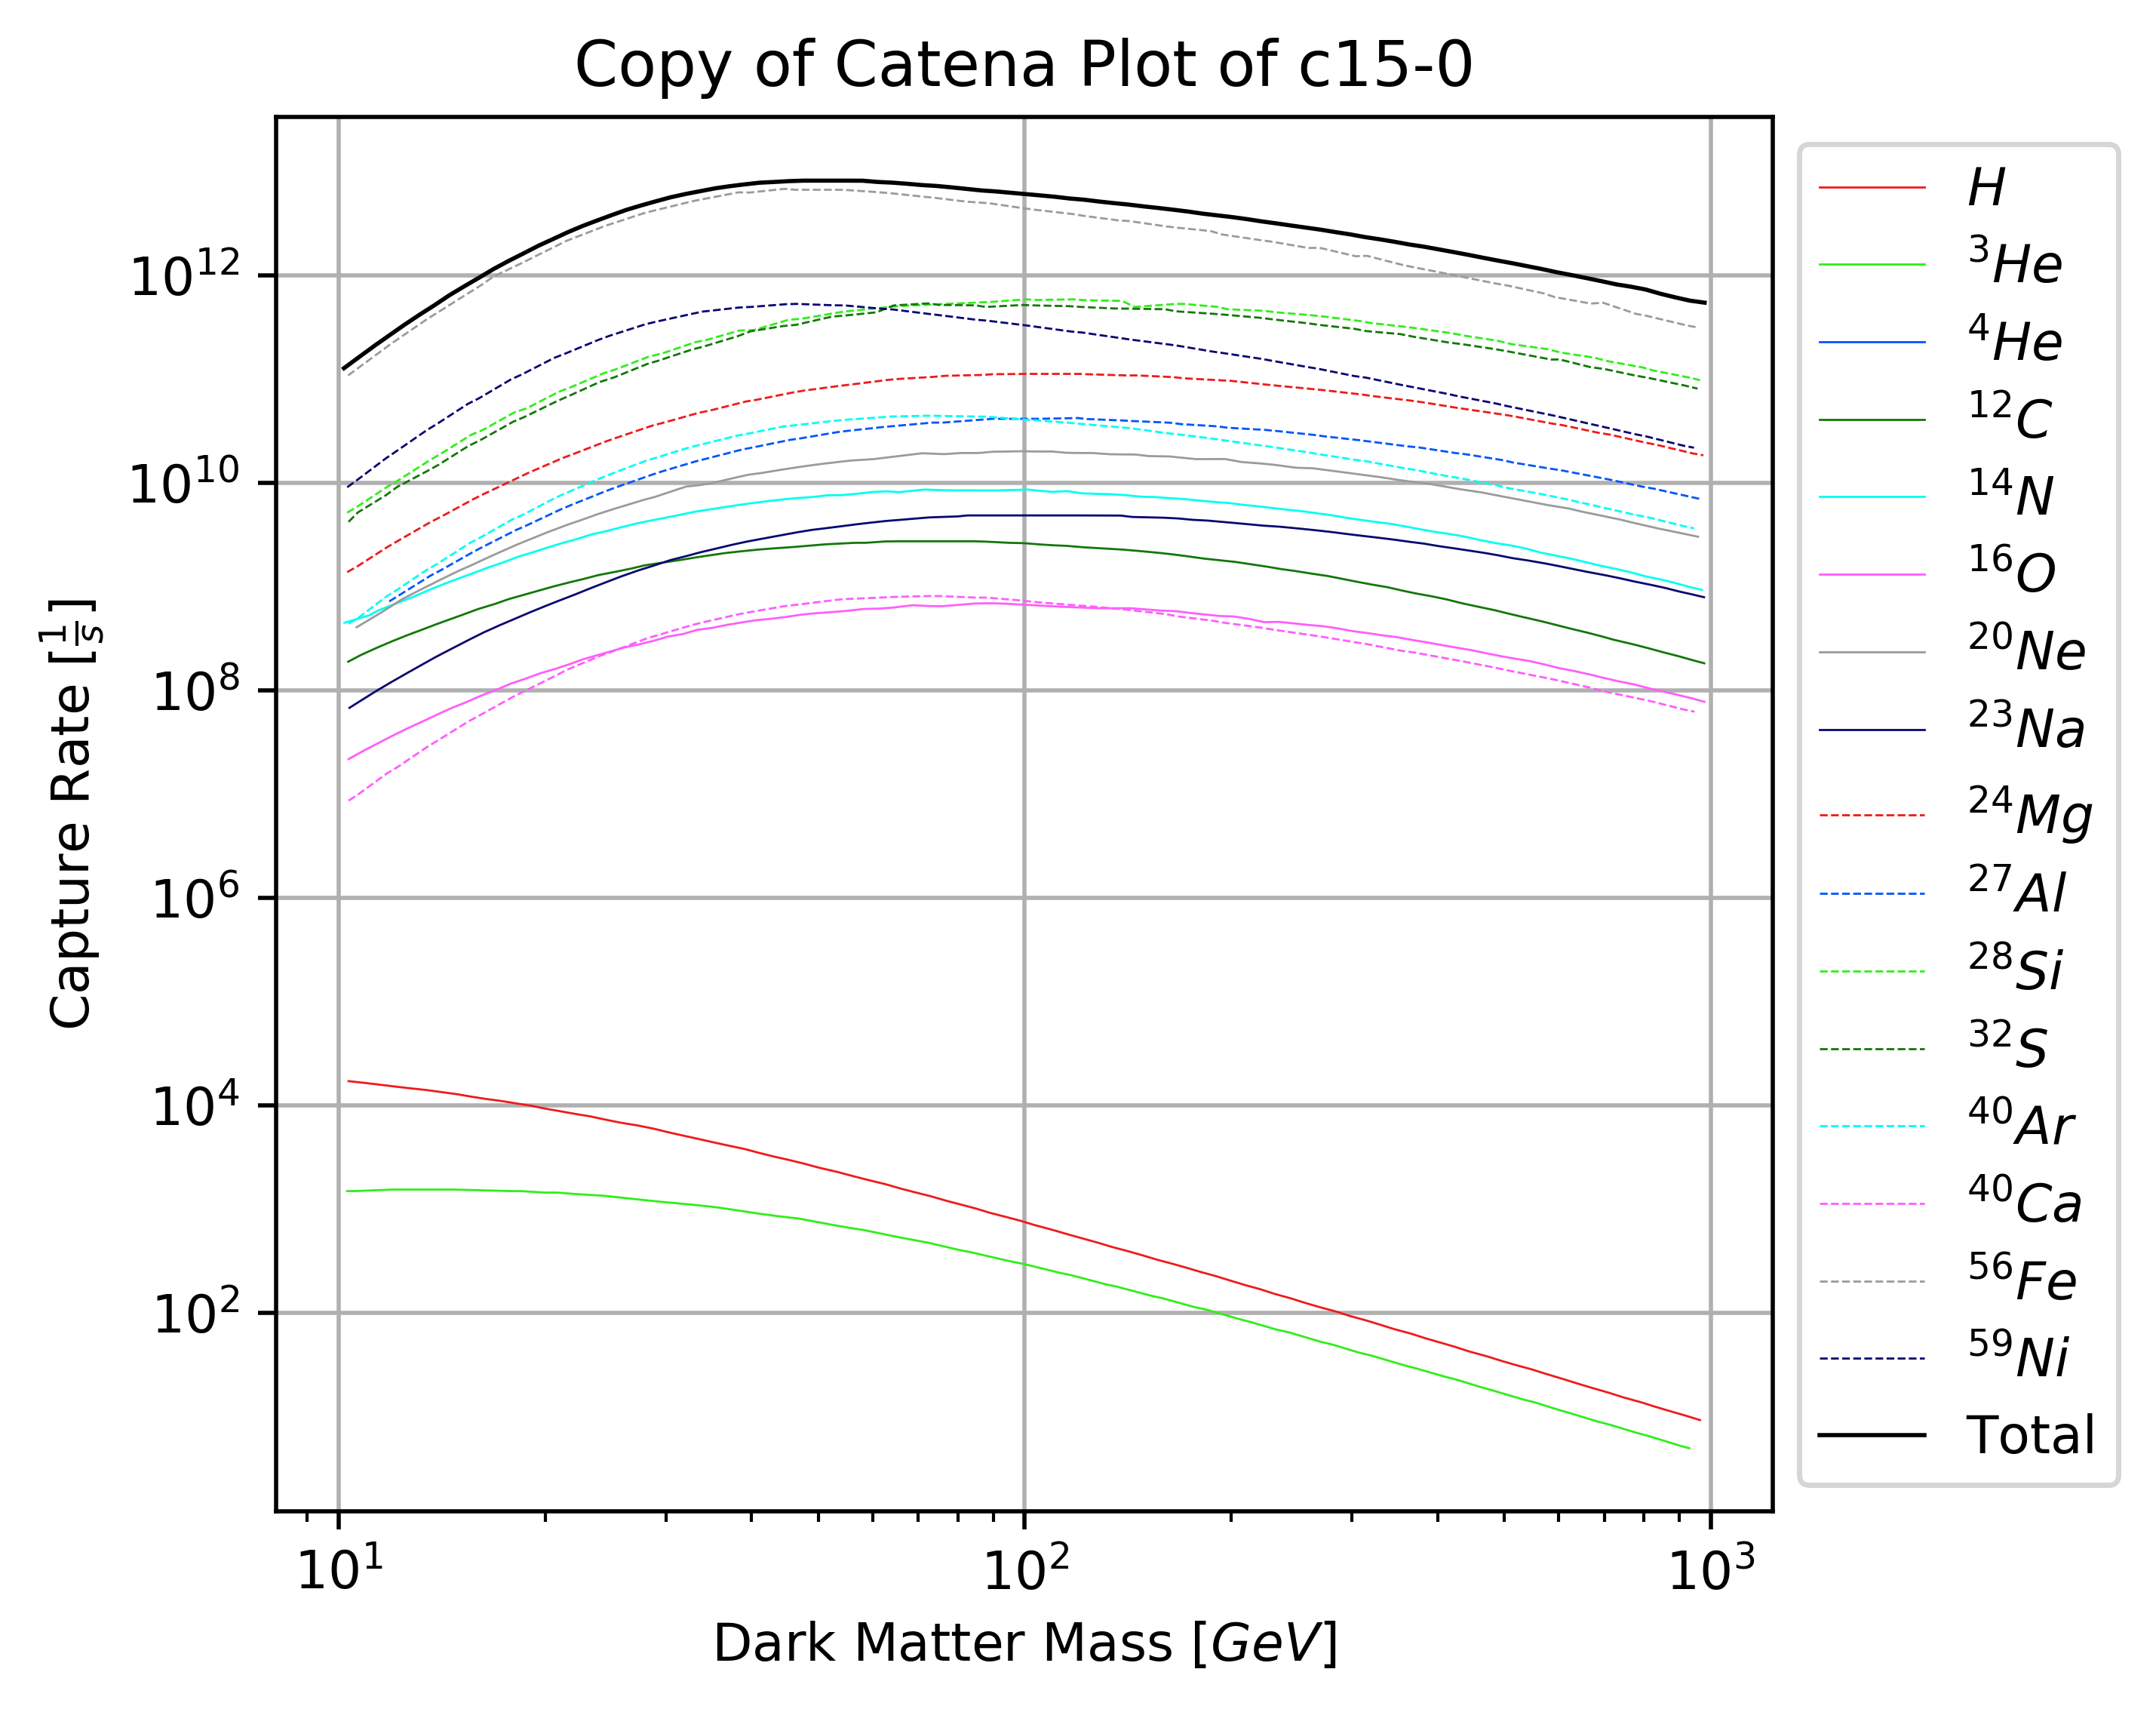 Copy of Catena Plot of c15-0
Capture Rate [1/s]
10^12
10^10
10^8
10^6
10^4
10^2
10^1 10^2 10^3
Dark Matter Mass [GeV]
H
^3He
^4He
^12C
^14N
^16O
^20Ne
^23Na
^24Mg
^27Al
^28Si
^32S
^40Ar
^40Ca
^56Fe
^59Ni
Total